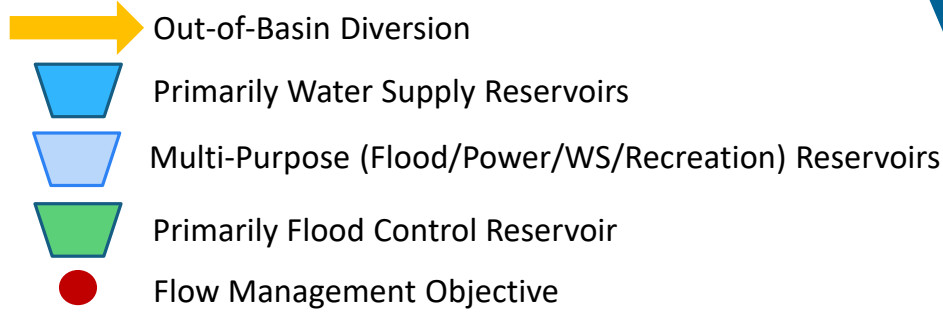 Out-of-Basin Diversion
Primarily Water Supply Reservoirs
Multi-Purpose (Flood/Power/WS/Recreation) Reservoirs
Primarily Flood Control Reservoir
Flow Management Objective